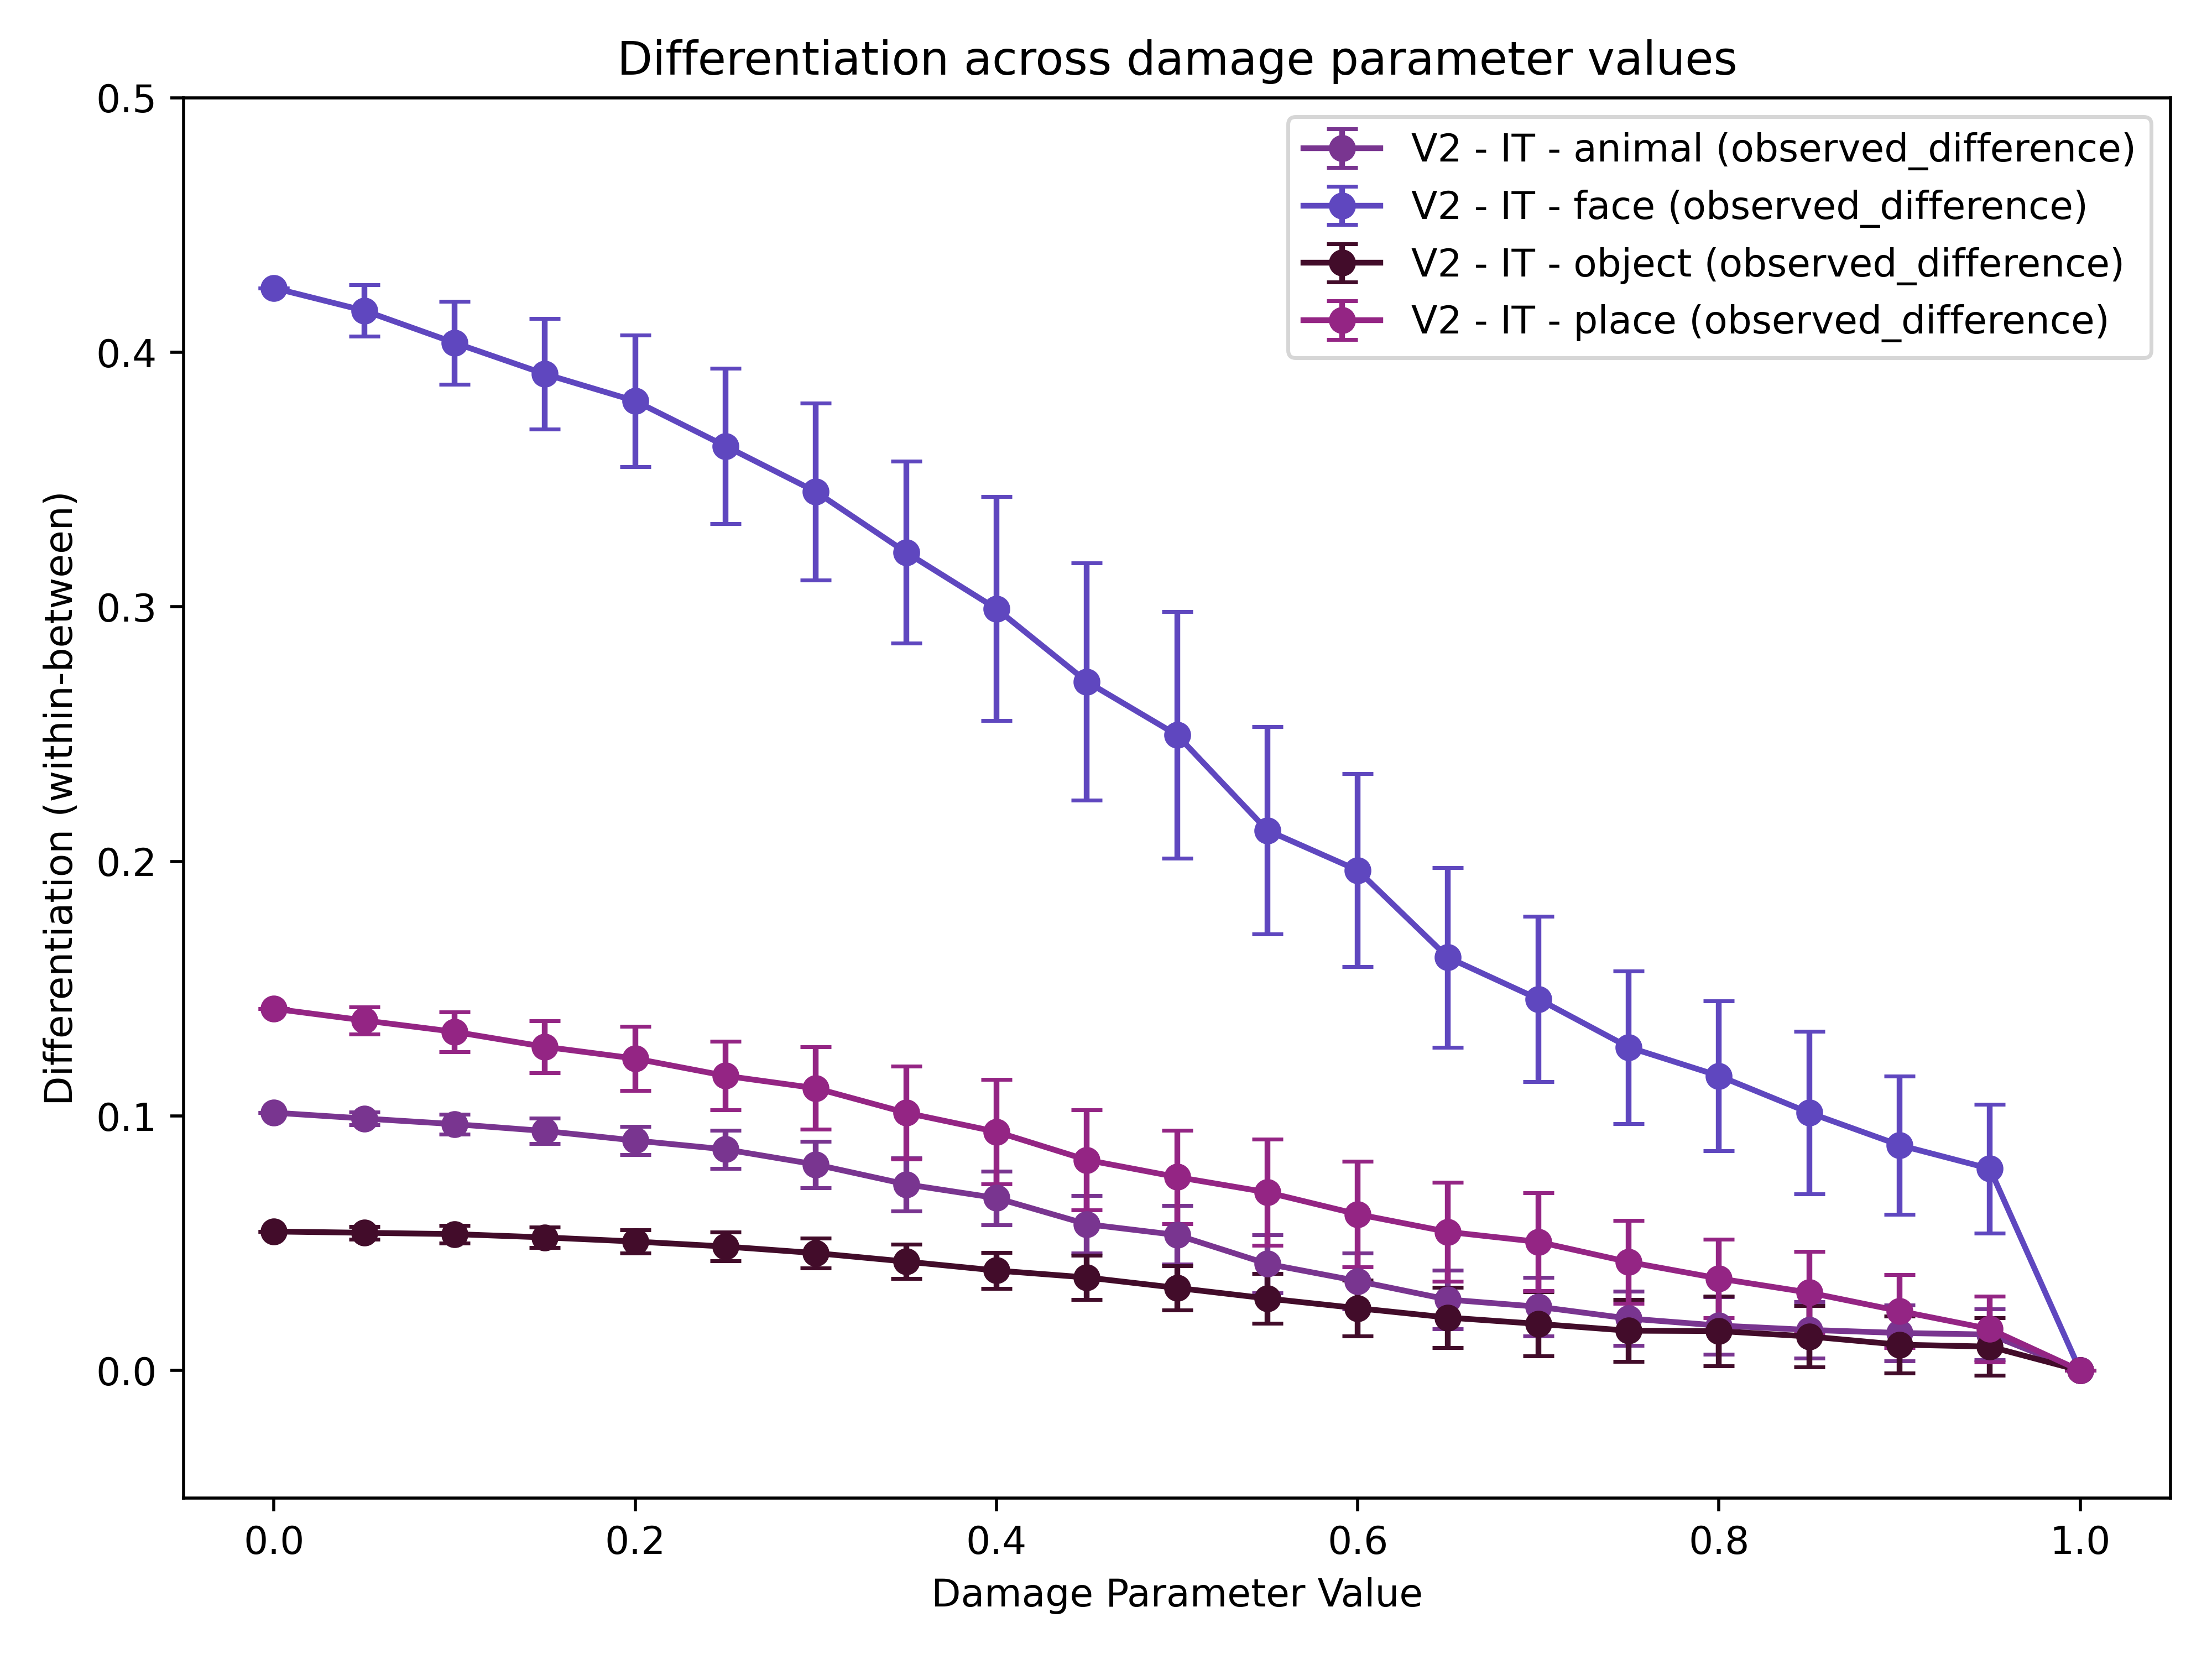 Differentiation across damage parameter values
V2 - IT - animal (observed_difference)
V2 - IT - face (observed_difference)
V2 - IT - object (observed_difference)
V2 - IT - place (observed_difference)
Differentiation (within-between)
0.5
0.4
0.3
0.2
0.1
0.0
0.0 0.2 0.4 0.6 0.8 1.0
Damage Parameter Value